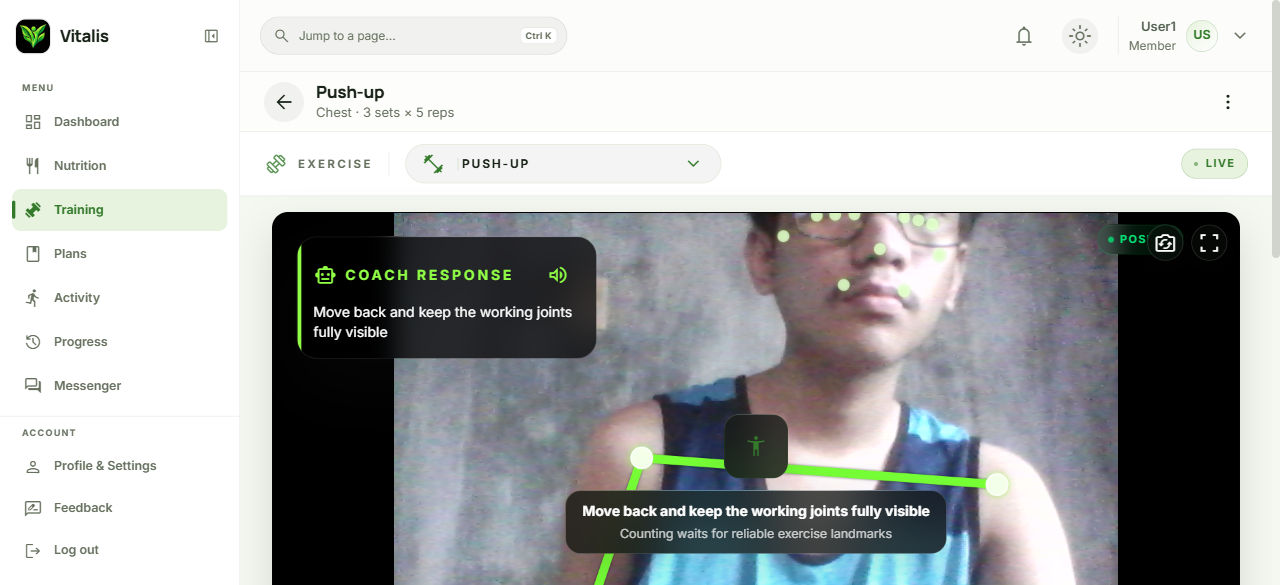 Vitalis
MENU
Dashboard
Nutrition
Training
Plans
Activity
Progress
Messenger
ACCOUNT
Profile & Settings
Feedback
Log out
Jump to a page...
Ctrl K
User1
Member
US
Push-up
Chest · 3 sets × 5 reps
EXERCISE
PUSH-UP
LIVE
COACH RESPONSE
Move back and keep the working joints
fully visible
Move back and keep the working joints fully visible
Counting waits for reliable exercise landmarks